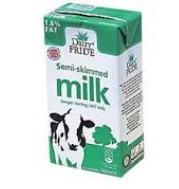 1.6%
FAT
Dairy
PRIDE
Semi-skimmed
milk
longer lasting UHT milk